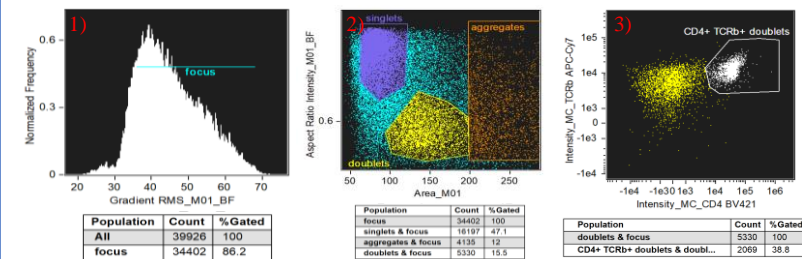 1)
Normalized Frequency
0.6
0.3
0
focus
20 30 40 50 60 70
Gradient RMS_M01_BF
Population Count %Gated
All 39926 100
focus 34402 86.2
2)
singlets
aggregates
doublets
Aspect Ratio Intensity_M01_BF
0.6
50 100 150 200 250
Area_M01
Population Count %Gated
focus 34402 100
singlets & focus 16197 47.1
aggregates & focus 4135 12
doublets & focus 5330 15.5
3)
CD4+ TCRb+ doublets
Intensity_MC_TCRb APC-Cy7
1e5
1e4
1e3
0
-1e3
-1e4
-1e4 -1e3 0 1e3 1e4 1e5 1e6
Intensity_MC_CD4 BV421
Population Count %Gated
doublets & focus 5330 100
CD4+ TCRb+ doublets & doubl... 2069 38.8